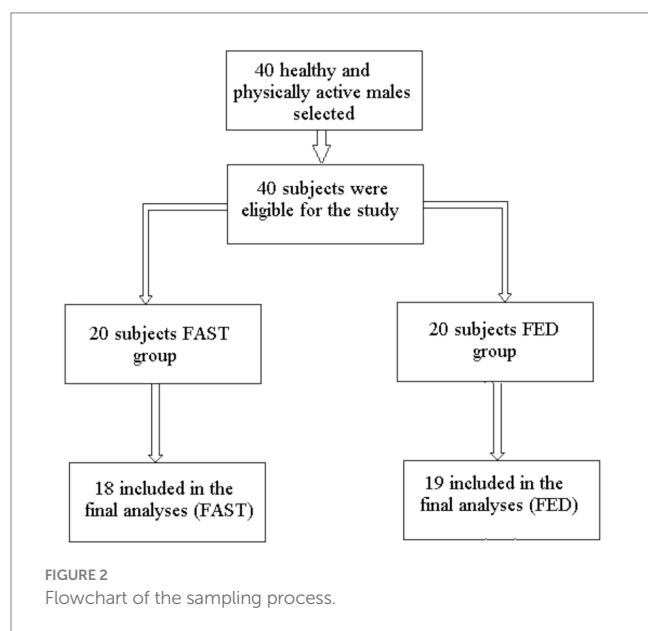 40 healthy and
physically active males
selected
40 subjects were
eligible for the study
20 subjects FAST
group
20 subjects FED
group
18 included in the
final analyses (FAST)
19 included in the
final analyses (FED)
FIGURE 2
Flowchart of the sampling process.